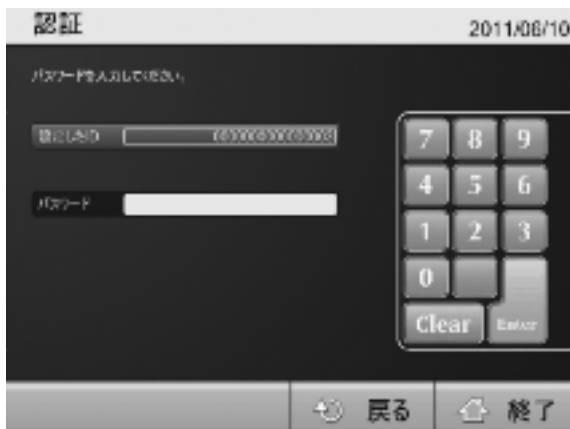 認証
2011/06/10
パスワードを入力してください。
パスワード
7 8 9
4 5 6
1 2 3
0
Clear Enter
戻る 終了